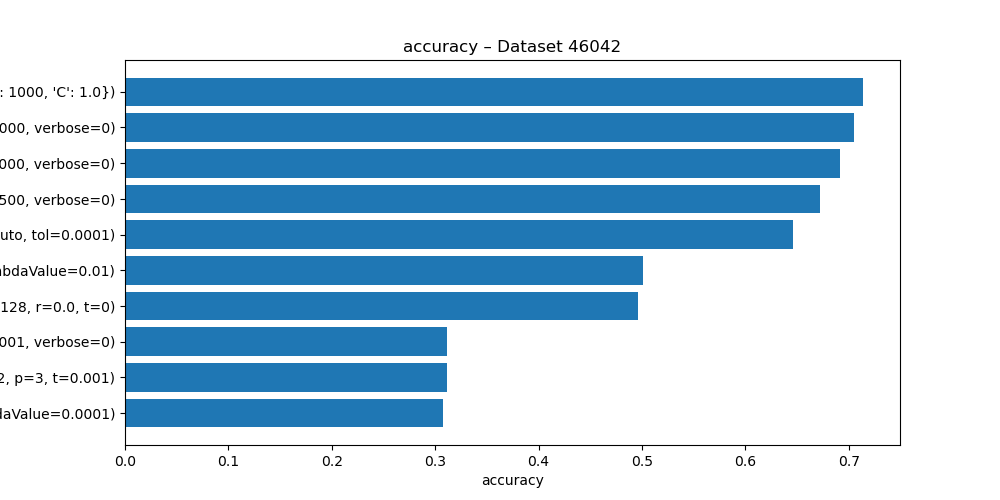 accuracy – Dataset 46042
: 1000, 'C': 1.0})
000, verbose=0)
000, verbose=0)
500, verbose=0)
uto, tol=0.0001)
bdaValue=0.01)
128, r=0.0, t=0)
001, verbose=0)
2, p=3, t=0.001)
daValue=0.0001)
0.0 0.1 0.2 0.3 0.4 0.5 0.6 0.7
accuracy